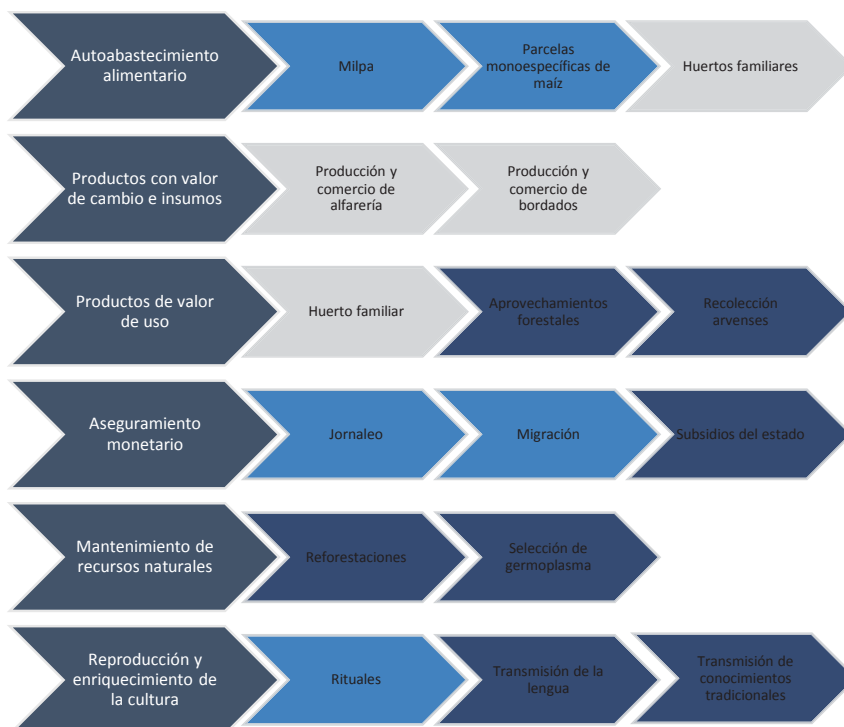 Autoabastecimiento
alimentario
Milpa
Parcelas
monoespecíficas de
maíz
Huertos familiares
Productos con valor
de cambio e insumos
Producción y
comercio de
alfarería
Producción y
comercio de
bordados
Productos de valor
de uso
Huerto familiar
Aprovechamientos
forestales
Recolección
arvenses
Aseguramiento
monetario
Jornaleo
Migración
Subsidios del estado
Mantenimiento de
recursos naturales
Reforestaciones
Selección de
germoplasma
Reproducción y
enriquecimiento de
la cultura
Rituales
Transmisión de la
lengua
Transmisión de
conocimientos
tradicionales